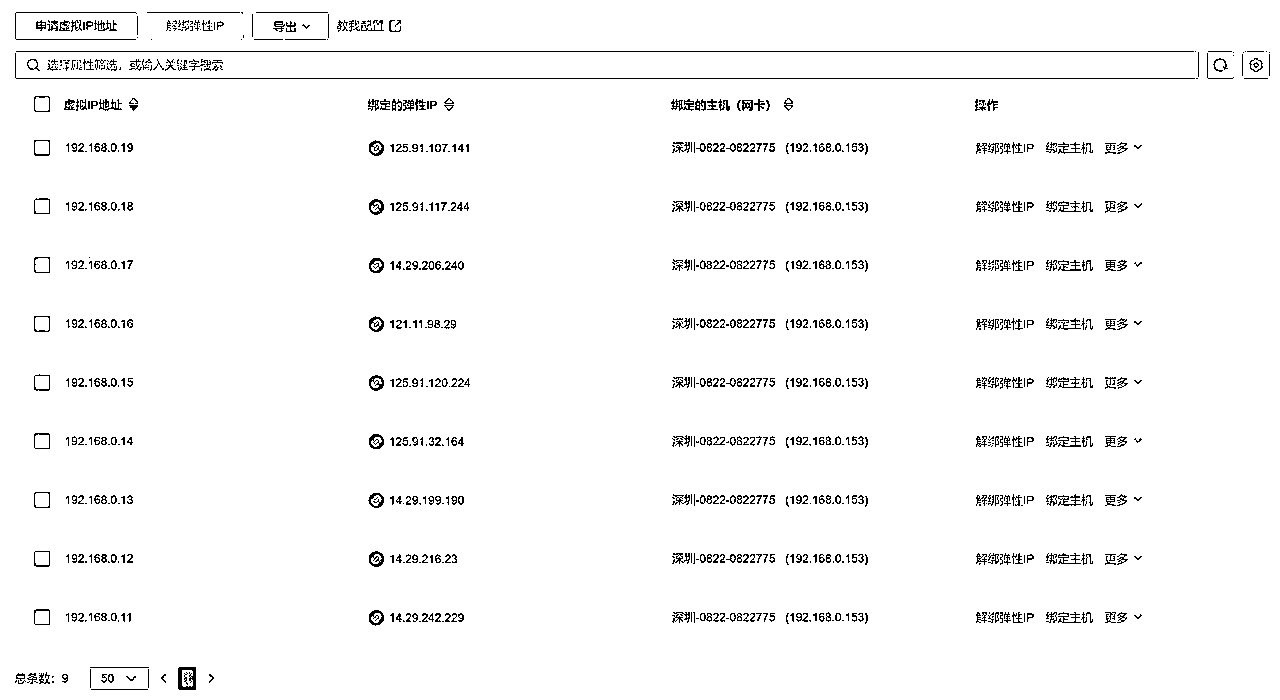 申请虚拟IP地址 解绑弹性IP 导出 教我配置
选择属性筛选，或输入关键字搜索
虚拟IP地址 绑定的弹性IP 绑定的主机（网卡） 操作
192.168.0.19 125.91.107.141 深圳-0822-0822775 (192.168.0.153) 解绑弹性IP 绑定主机 更多
192.168.0.18 125.91.117.244 深圳-0822-0822775 (192.168.0.153) 解绑弹性IP 绑定主机 更多
192.168.0.17 14.29.206.240 深圳-0822-0822775 (192.168.0.153) 解绑弹性IP 绑定主机 更多
192.168.0.16 121.11.98.29 深圳-0822-0822775 (192.168.0.153) 解绑弹性IP 绑定主机 更多
192.168.0.15 125.91.120.224 深圳-0822-0822775 (192.168.0.153) 解绑弹性IP 绑定主机 更多
192.168.0.14 125.91.32.164 深圳-0822-0822775 (192.168.0.153) 解绑弹性IP 绑定主机 更多
192.168.0.13 14.29.199.190 深圳-0822-0822775 (192.168.0.153) 解绑弹性IP 绑定主机 更多
192.168.0.12 14.29.216.23 深圳-0822-0822775 (192.168.0.153) 解绑弹性IP 绑定主机 更多
192.168.0.11 14.29.242.229 深圳-0822-0822775 (192.168.0.153) 解绑弹性IP 绑定主机 更多
总条数: 9 50